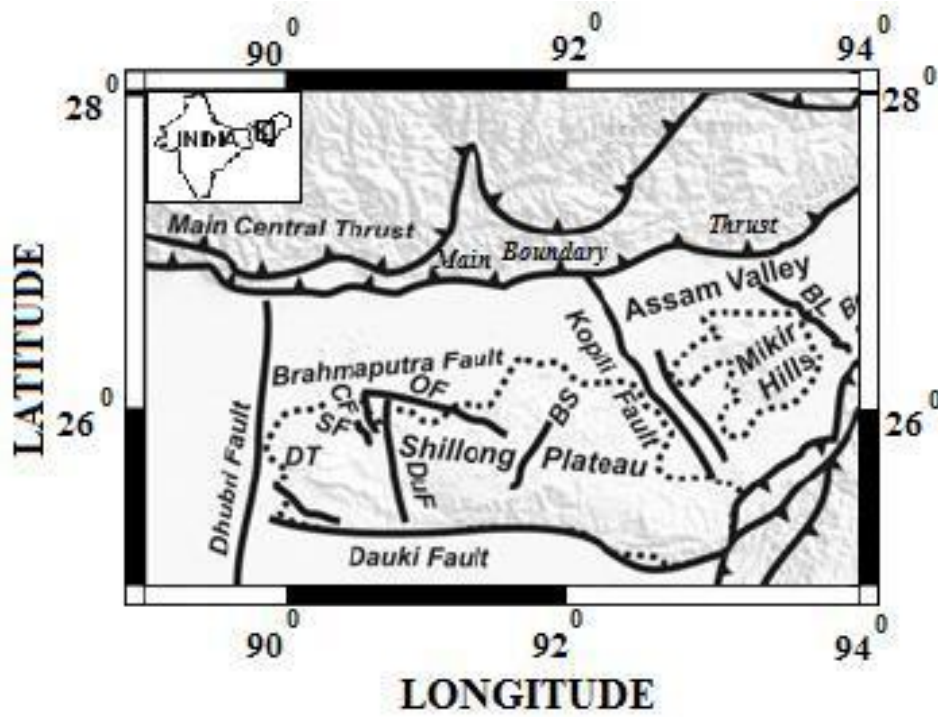 90⁰ 92⁰ 94⁰
28⁰ 28⁰
INDIA
Main Central Thrust
Main Boundary Thrust
Assam Valley
BL
Mikir
Hills
Kopili
Fault
Brahmaputra Fault
CF OF
SF
BS
DT
Shillong Plateau
DuF
Dhubri Fault
Dauki Fault
26⁰ 26⁰
LATITUDE
90⁰ 92⁰ 94⁰
LONGITUDE